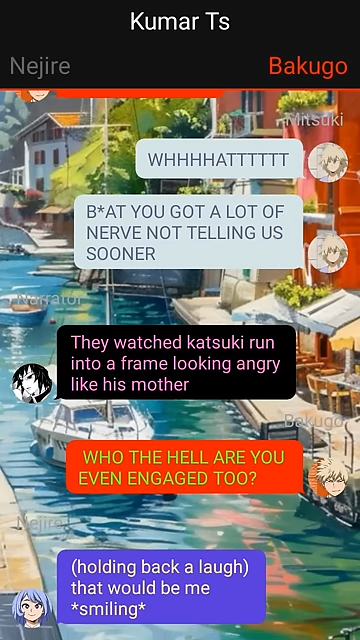 Kumar Ts
Nejire
Bakugo
Mitsuki
WHHHHATTTTTT
B*AT YOU GOT A LOT OF
NERVE NOT TELLING US
SOONER
Narrator
They watched katsuki run
into a frame looking angry
like his mother
Bakugo
WHO THE HELL ARE YOU
EVEN ENGAGED TOO?
Nejire
(holding back a laugh)
that would be me
*smiling*